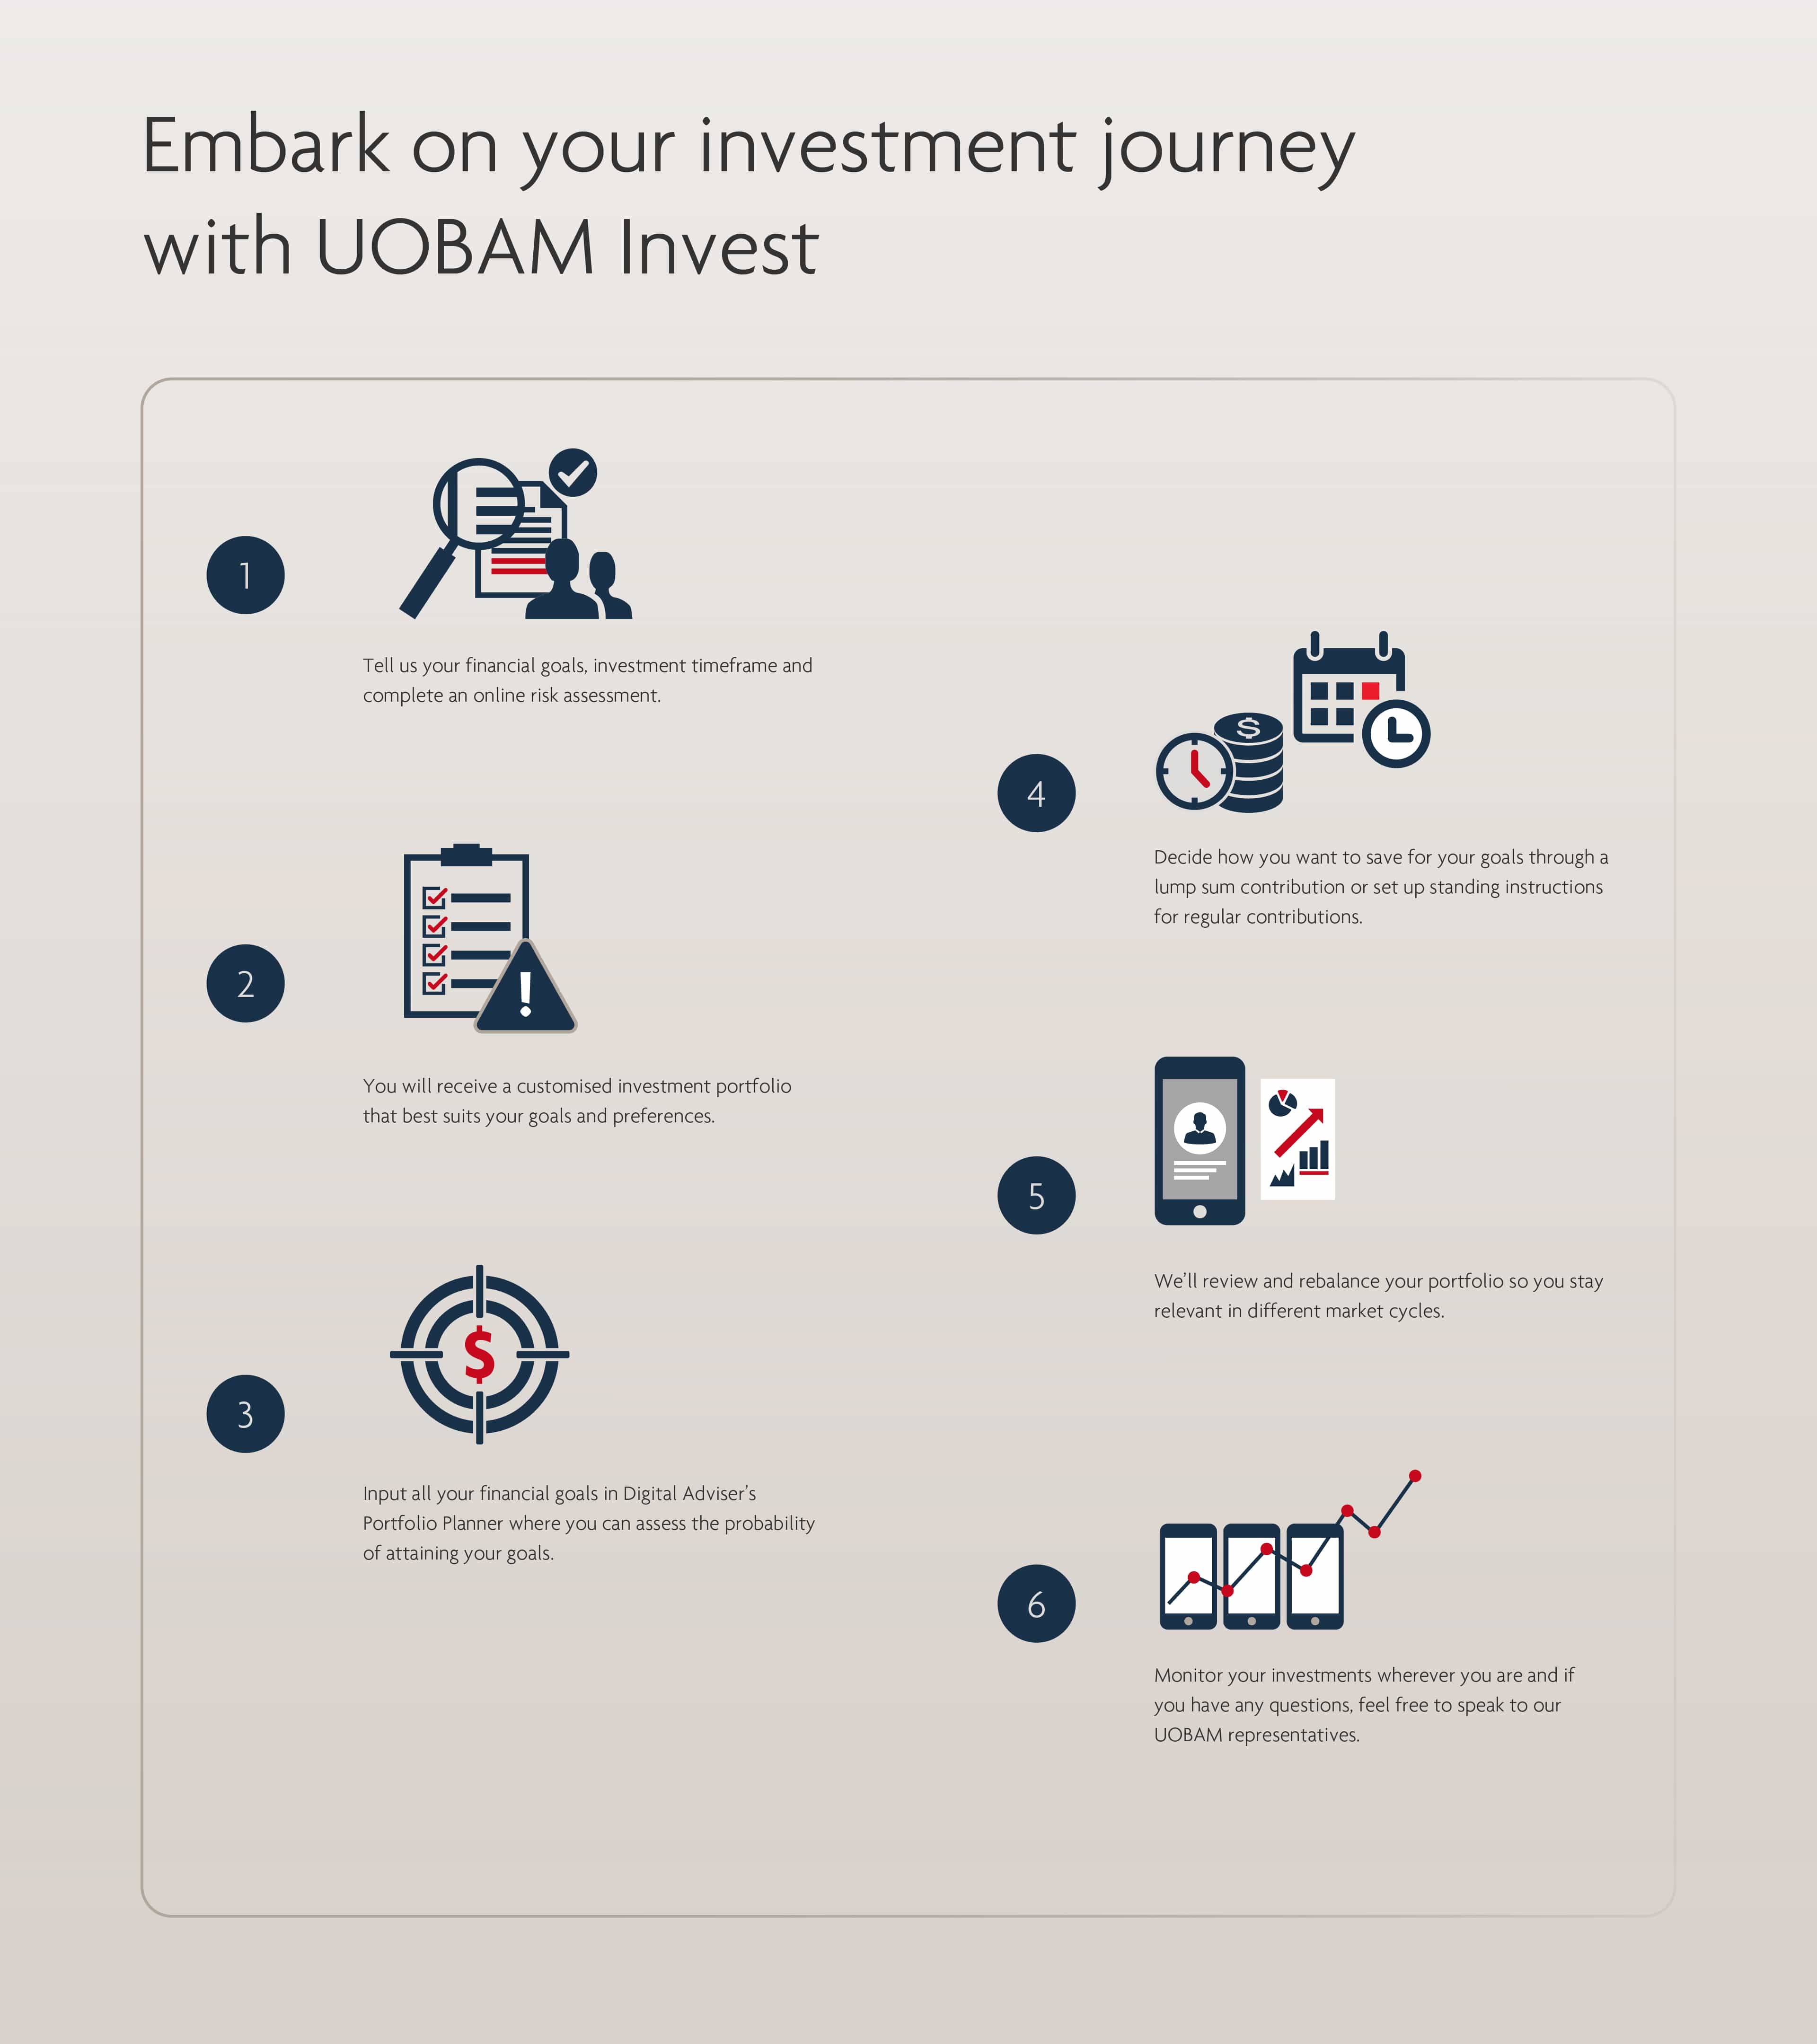 Embark on your investment journey
with UOBAM Invest
1
Tell us your financial goals, investment timeframe and
complete an online risk assessment.
2
You will receive a customised investment portfolio
that best suits your goals and preferences.
3
$
Input all your financial goals in Digital Adviser’s
Portfolio Planner where you can assess the probability
of attaining your goals.
4
$
Decide how you want to save for your goals through a
lump sum contribution or set up standing instructions
for regular contributions.
5
We’ll review and rebalance your portfolio so you stay
relevant in different market cycles.
6
Monitor your investments wherever you are and if
you have any questions, feel free to speak to our
UOBAM representatives.